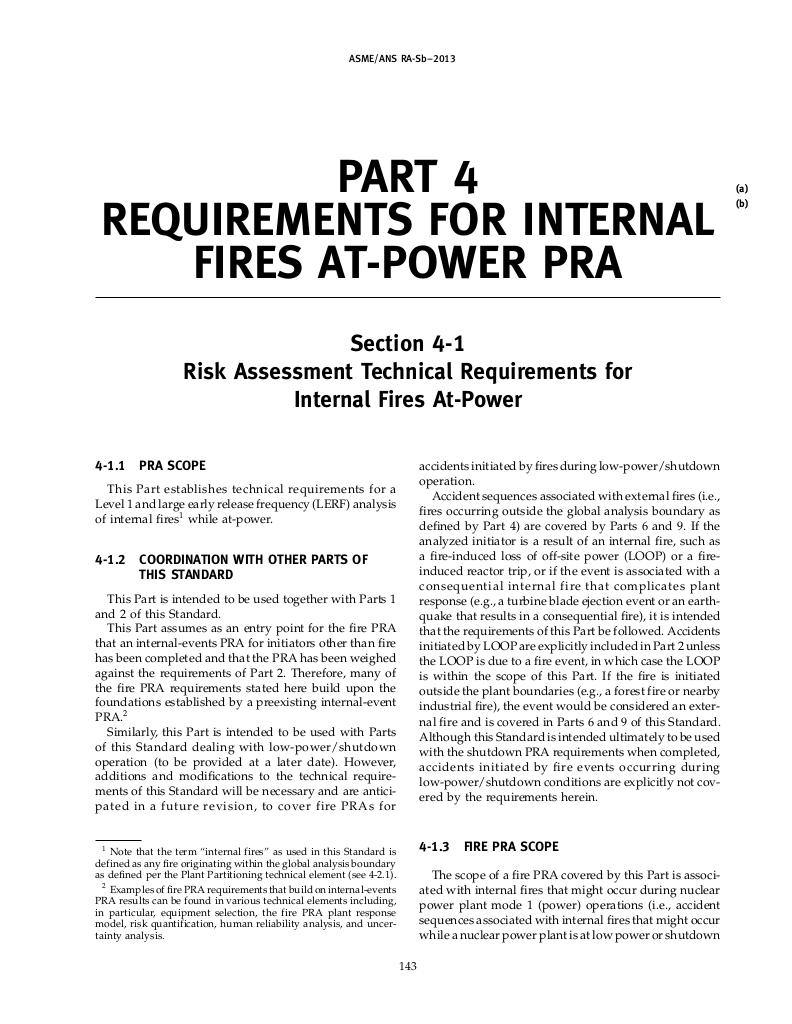 ASME/ANS RA-Sb–2013
PART 4
REQUIREMENTS FOR INTERNAL
FIRES AT-POWER PRA
(a)
(b)
Section 4-1
Risk Assessment Technical Requirements for
Internal Fires At-Power
4-1.1 PRA SCOPE
This Part establishes technical requirements for a
Level 1 and large early release frequency (LERF) analysis
of internal fires¹ while at-power.
4-1.2 COORDINATION WITH OTHER PARTS OF
THIS STANDARD
This Part is intended to be used together with Parts 1
and 2 of this Standard.
This Part assumes as an entry point for the fire PRA
that an internal-events PRA for initiators other than fire
has been completed and that the PRA has been weighed
against the requirements of Part 2. Therefore, many of
the fire PRA requirements stated here build upon the
foundations established by a preexisting internal-event
PRA.²
Similarly, this Part is intended to be used with Parts
of this Standard dealing with low-power/shutdown
operation (to be provided at a later date). However,
additions and modifications to the technical require-
ments of this Standard will be necessary and are antici-
pated in a future revision, to cover fire PRAs for
¹ Note that the term “internal fires” as used in this Standard is
defined as any fire originating within the global analysis boundary
as defined per the Plant Partitioning technical element (see 4-2.1).
² Examples of fire PRA requirements that build on internal-events
PRA results can be found in various technical elements including,
in particular, equipment selection, the fire PRA plant response
model, risk quantification, human reliability analysis, and uncer-
tainty analysis.
accidents initiated by fires during low-power/shutdown
operation.
Accident sequences associated with external fires (i.e.,
fires occurring outside the global analysis boundary as
defined by Part 4) are covered by Parts 6 and 9. If the
analyzed initiator is a result of an internal fire, such as
a fire-induced loss of off-site power (LOOP) or a fire-
induced reactor trip, or if the event is associated with a
consequential internal fire that complicates plant
response (e.g., a turbine blade ejection event or an earth-
quake that results in a consequential fire), it is intended
that the requirements of this Part be followed. Accidents
initiated by LOOP are explicitly included in Part 2 unless
the LOOP is due to a fire event, in which case the LOOP
is within the scope of this Part. If the fire is initiated
outside the plant boundaries (e.g., a forest fire or nearby
industrial fire), the event would be considered an exter-
nal fire and is covered in Parts 6 and 9 of this Standard.
Although this Standard is intended ultimately to be used
with the shutdown PRA requirements when completed,
accidents initiated by fire events occurring during
low-power/shutdown conditions are explicitly not cov-
ered by the requirements herein.
4-1.3 FIRE PRA SCOPE
The scope of a fire PRA covered by this Part is associ-
ated with internal fires that might occur during nuclear
power plant mode 1 (power) operations (i.e., accident
sequences associated with internal fires that might occur
while a nuclear power plant is at low power or shutdown
143